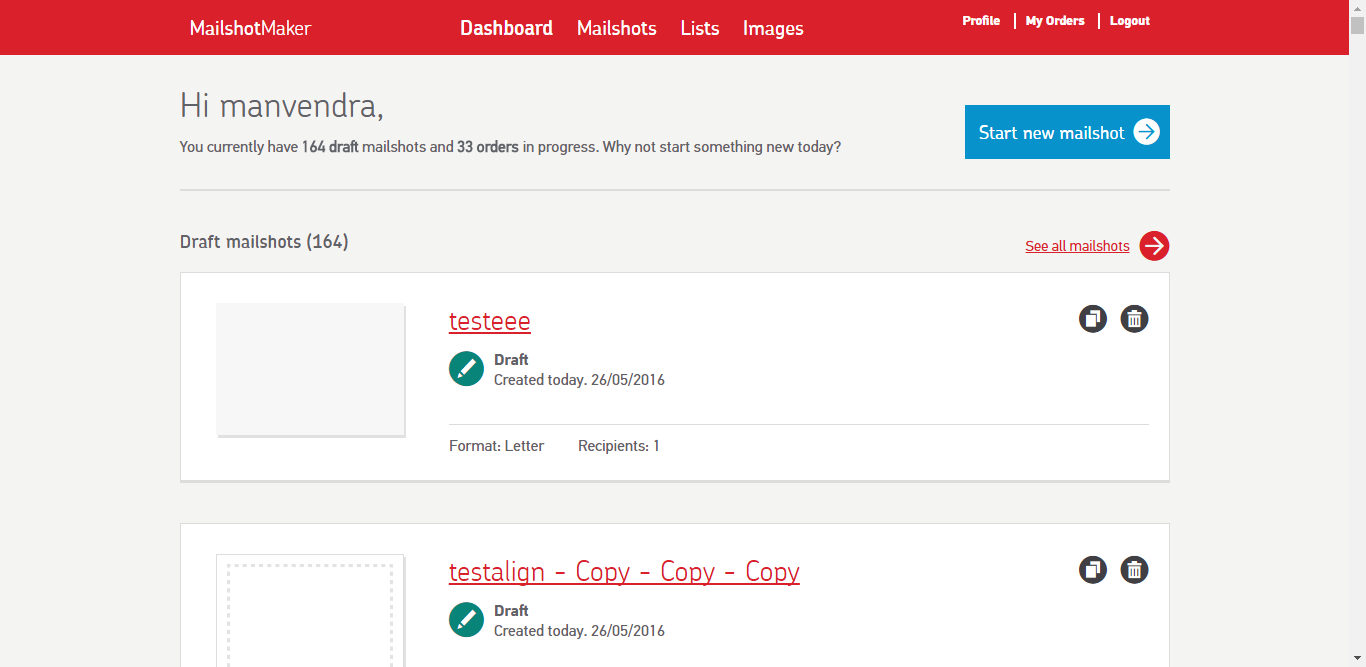 MailshotMaker
Dashboard Mailshots Lists Images
Profile My Orders Logout
Hi manvendra,
You currently have 164 draft mailshots and 33 orders in progress. Why not start something new today?
Start new mailshot
Draft mailshots (164)
See all mailshots
testeee
Draft
Created today. 26/05/2016
Format: Letter Recipients: 1
testalign - Copy - Copy - Copy
Draft
Created today. 26/05/2016